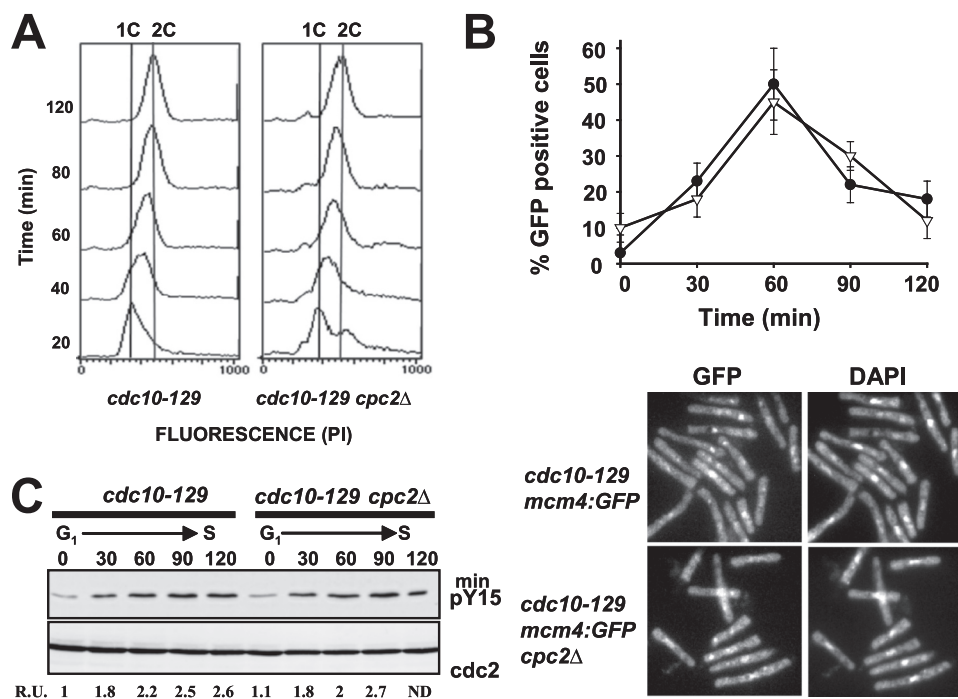 A
1C 2C
1C 2C
Time (min)
120
80
60
40
20
0
1000
0
1000
cdc10-129
cdc10-129 cpc2Δ
FLUORESCENCE (PI)
B
% GFP positive cells
60
50
40
30
20
10
0
0 30 60 90 120
Time (min)
GFP
DAPI
cdc10-129
mcm4:GFP
cdc10-129
mcm4:GFP
cpc2Δ
C
cdc10-129
cdc10-129 cpc2Δ
G1 S
G1 S
0 30 60 90 120 0 30 60 90 120
min
pY15
cdc2
R.U. 1 1.8 2.2 2.5 2.6 1.1 1.8 2 2.7 ND